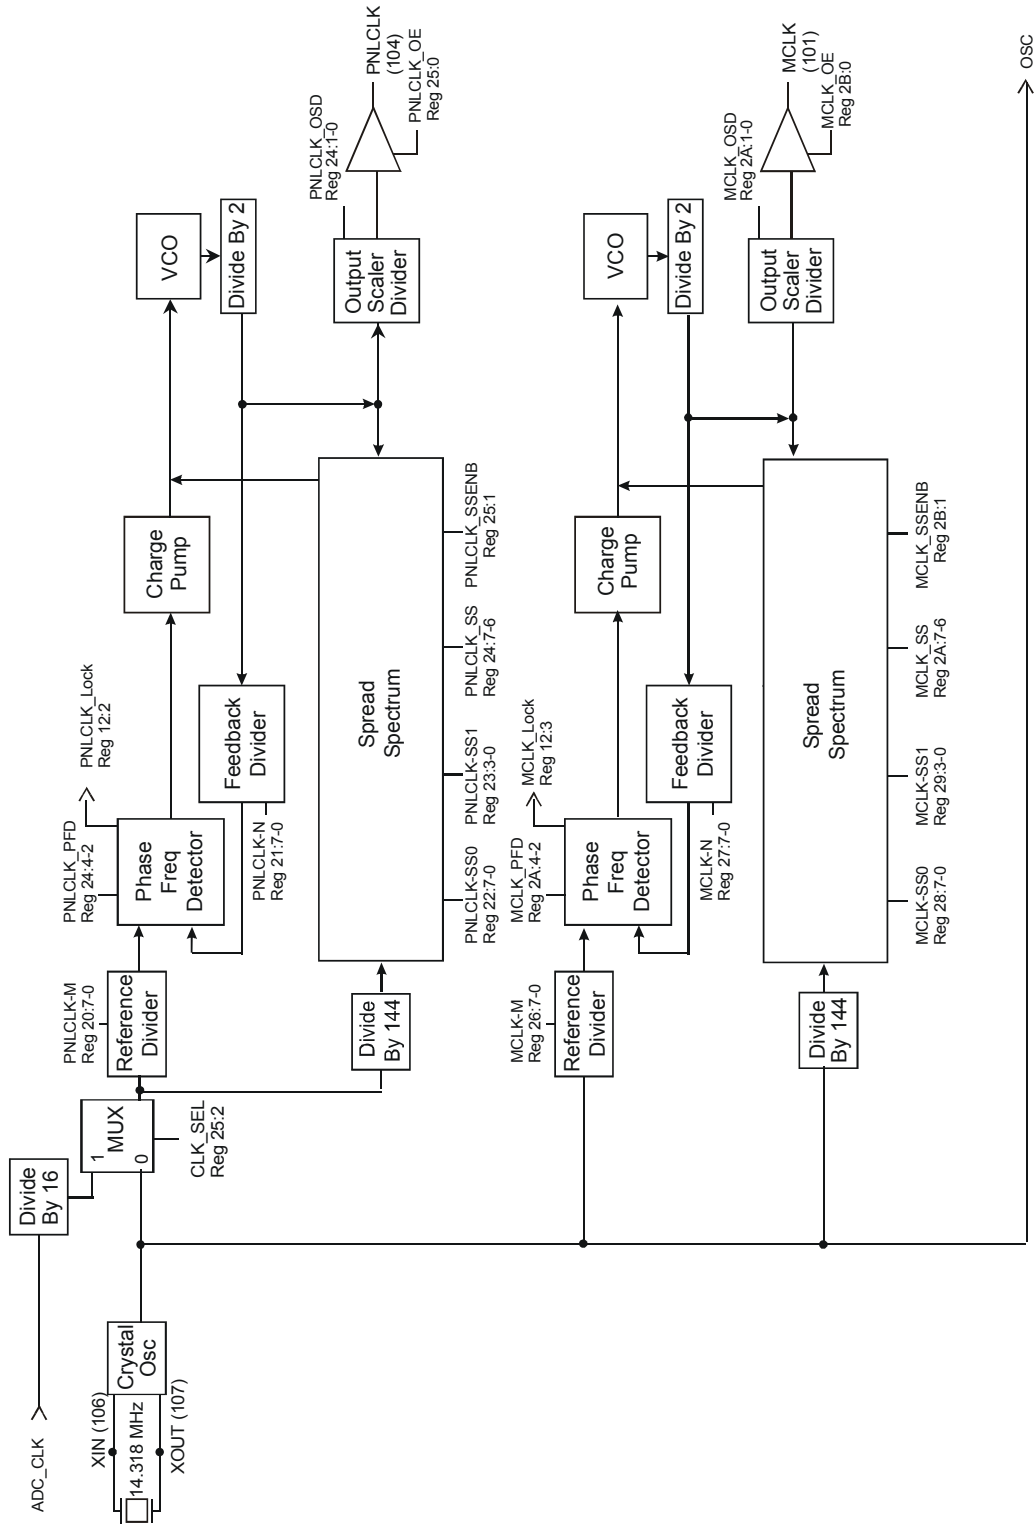 ADC_CLK
Divide
By 16
XIN (106)
14.318 MHz
XOUT (107)
Crystal
Osc
1
MUX
0
CLK_SEL
Reg 25:2
PNLCLK-M
Reg 20:7-0
Reference
Divider
PNLCLK_PFD
Reg 24:4-2
Phase
Freq
Detector
PNLCLK_Lock
Reg 12:2
Charge
Pump
VCO
Divide By 2
Feedback
Divider
PNLCLK-N
Reg 21:7-0
Divide
By 144
Spread
Spectrum
PNLCLK-SS0
Reg 22:7-0
PNLCLK-SS1
Reg 23:3-0
PNLCLK_SS
Reg 24:7-6
PNLCLK_SSENB
Reg 25:1
Output
Scaler
Divider
PNLCLK_OSD
Reg 24:1-0
PNLCLK
(104)
PNLCLK_OE
Reg 25:0
MCLK-M
Reg 26:7-0
Reference
Divider
MCLK_PFD
Reg 2A:4-2
Phase
Freq
Detector
MCLK_Lock
Reg 12:3
Charge
Pump
VCO
Divide By 2
Feedback
Divider
MCLK-N
Reg 27:7-0
Divide
By 144
Spread
Spectrum
MCLK-SS0
Reg 28:7-0
MCLK-SS1
Reg 29:3-0
MCLK_SS
Reg 2A:7-6
MCLK_SSENB
Reg 2B:1
Output
Scaler
Divider
MCLK_OSD
Reg 2A:1-0
MCLK
(101)
MCLK_OE
Reg 2B:0
OSC